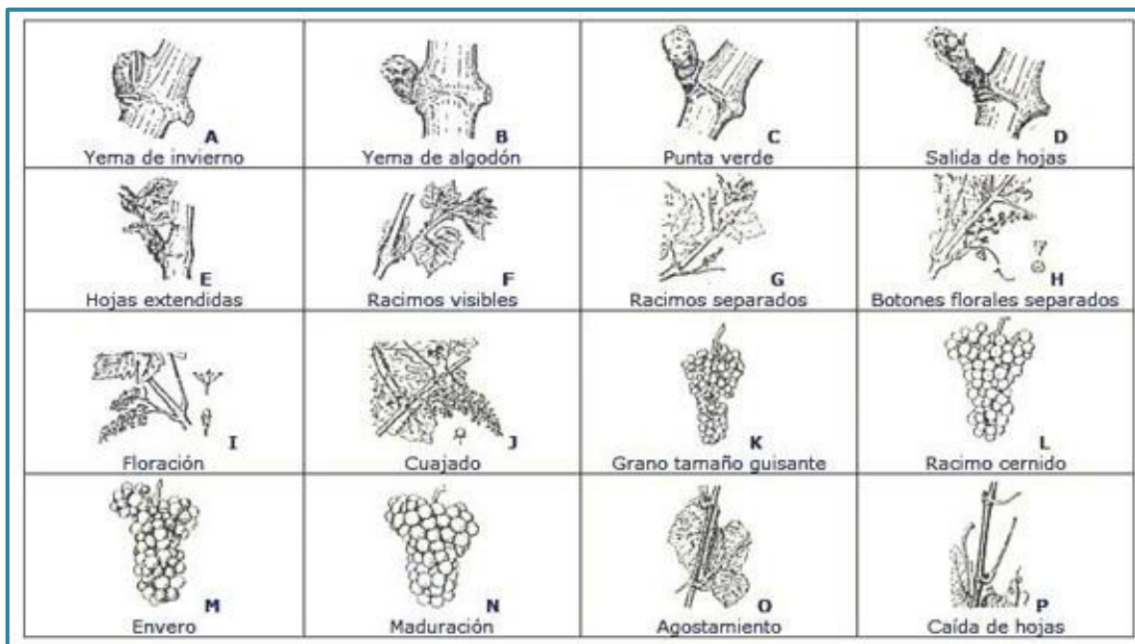 A
Yema de invierno
B
Yema de algodón
C
Punta verde
D
Salida de hojas
E
Hojas extendidas
F
Racimos visibles
G
Racimos separados
H
Botones florales separados
I
Floración
J
Cuajado
K
Grano tamaño guisante
L
Racimo cernido
M
Envero
N
Maduración
O
Agostamiento
P
Caída de hojas